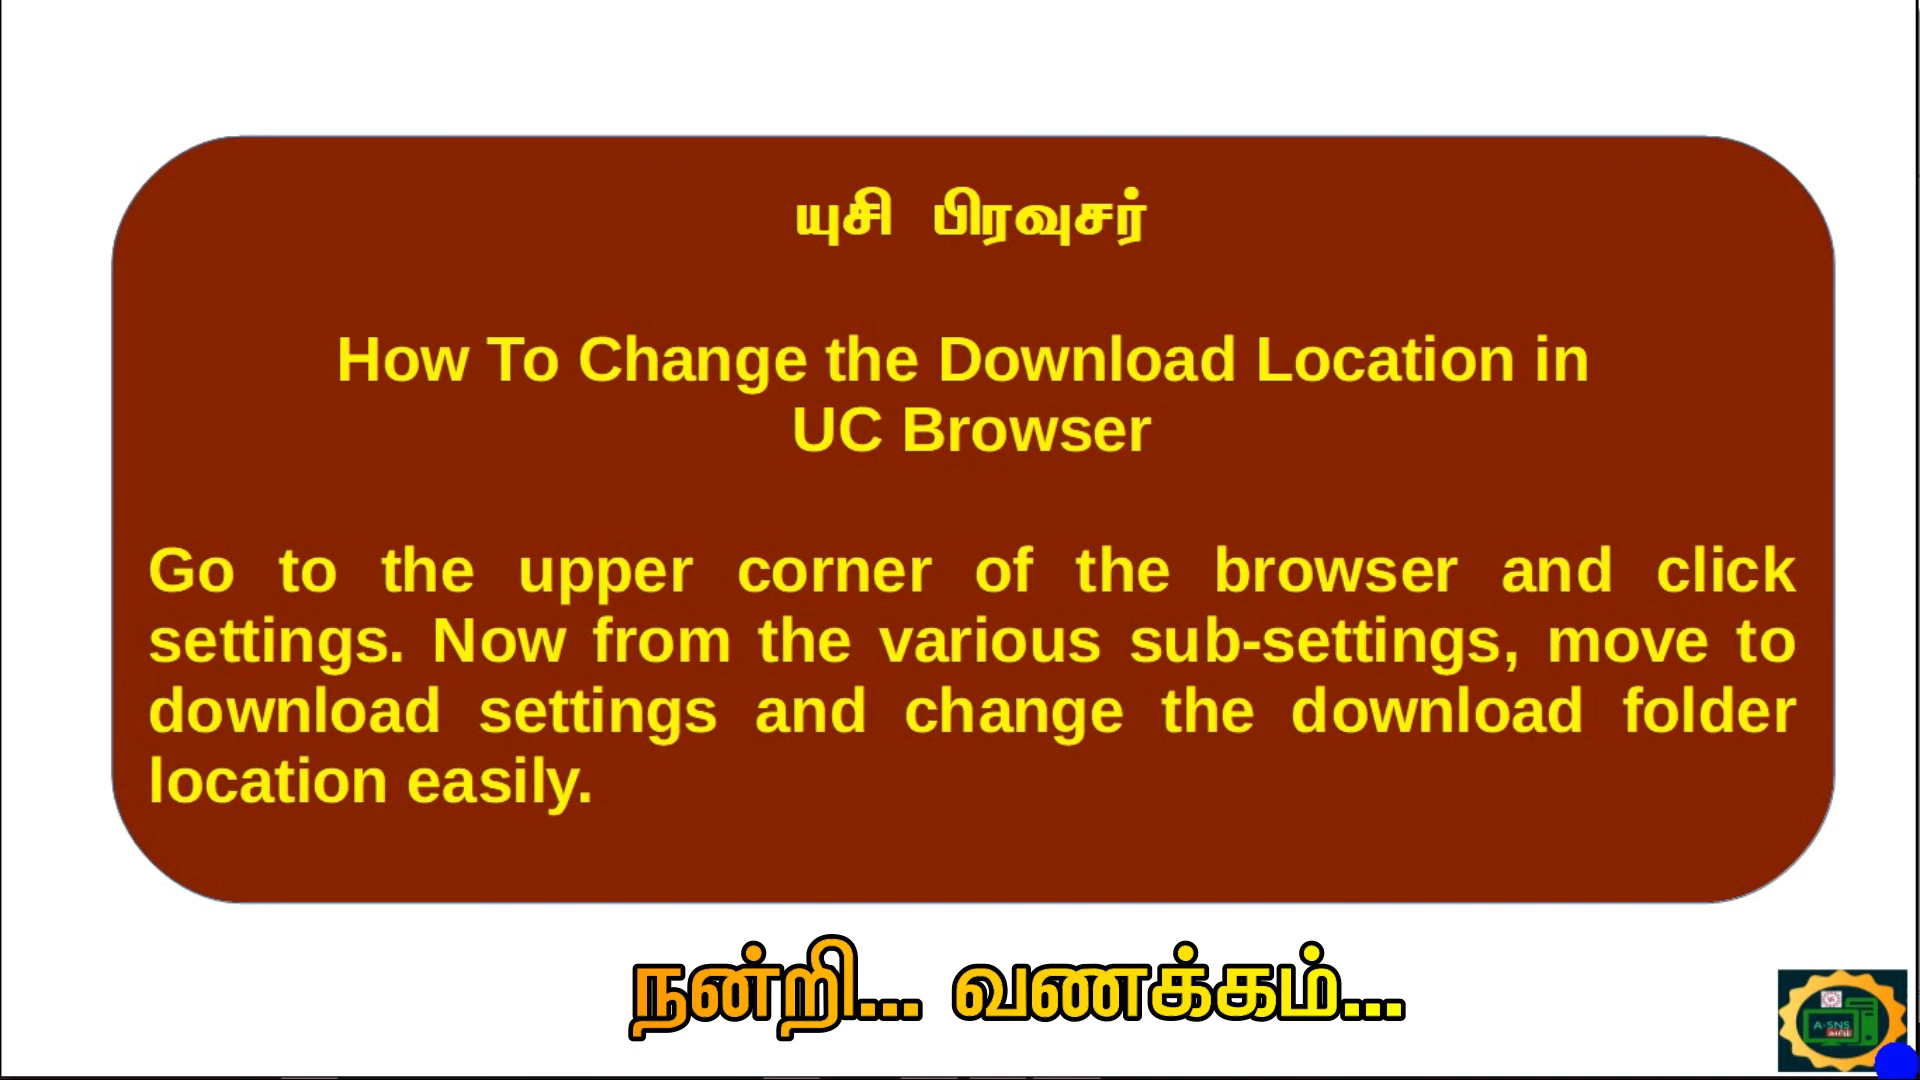 யுசி பிரவுசர்
How To Change the Download Location in
UC Browser
Go to the upper corner of the browser and click
settings. Now from the various sub-settings, move to
download settings and change the download folder
location easily.
நன்றி... வணக்கம்...
A-SNS
தமிழ்